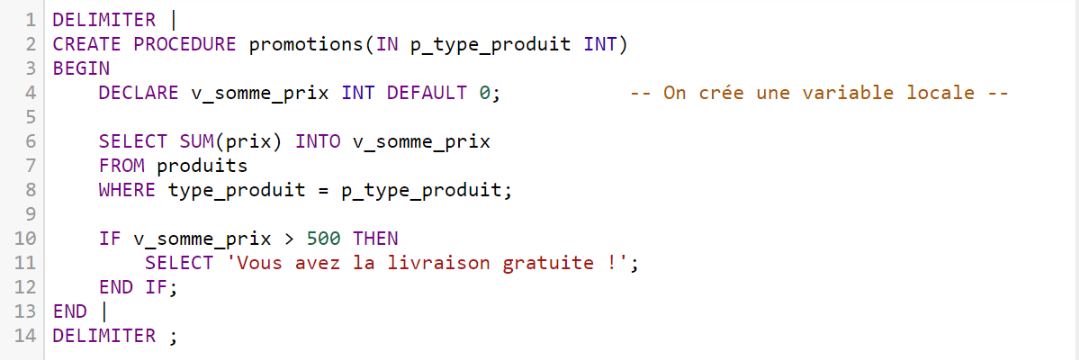 1 DELIMITER |
2 CREATE PROCEDURE promotions(IN p_type_produit INT)
3 BEGIN
4     DECLARE v_somme_prix INT DEFAULT 0;           -- On crée une variable locale --
5
6     SELECT SUM(prix) INTO v_somme_prix
7     FROM produits
8     WHERE type_produit = p_type_produit;
9
10     IF v_somme_prix > 500 THEN
11         SELECT 'Vous avez la livraison gratuite !';
12     END IF;
13 END |
14 DELIMITER ;